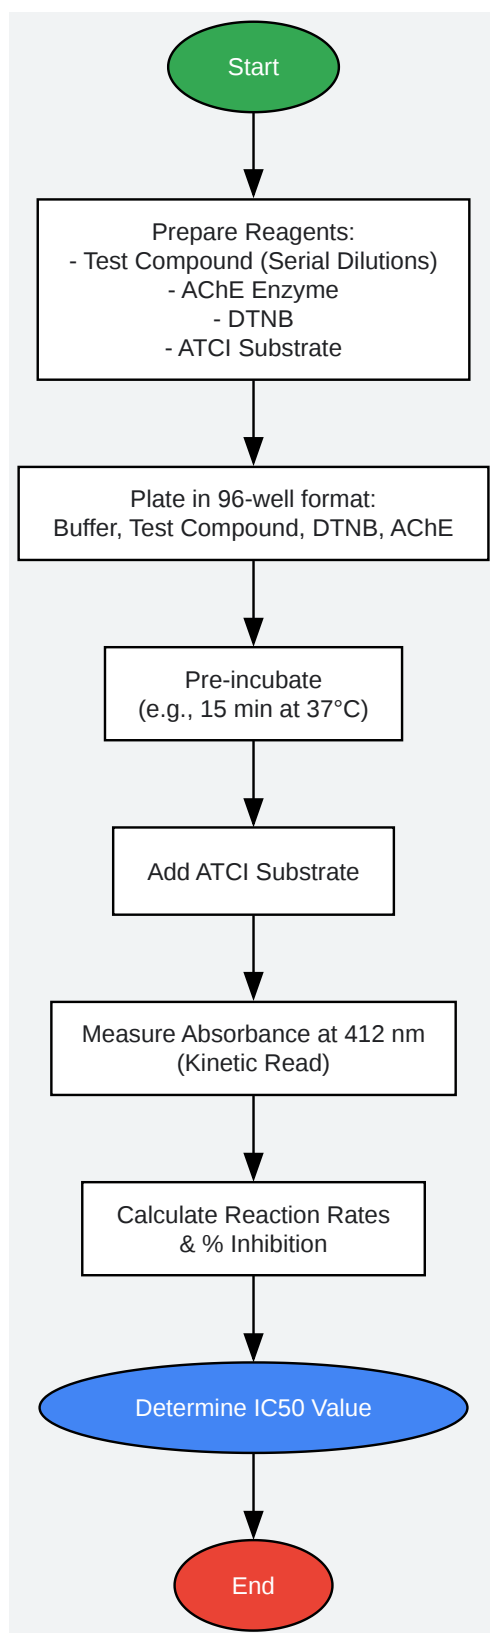 Start
Prepare Reagents:
- Test Compound (Serial Dilutions)
- AChE Enzyme
- DTNB
- ATCI Substrate
Plate in 96-well format:
Buffer, Test Compound, DTNB, AChE
Pre-incubate
(e.g., 15 min at 37°C)
Add ATCI Substrate
Measure Absorbance at 412 nm
(Kinetic Read)
Calculate Reaction Rates
& % Inhibition
Determine IC50 Value
End